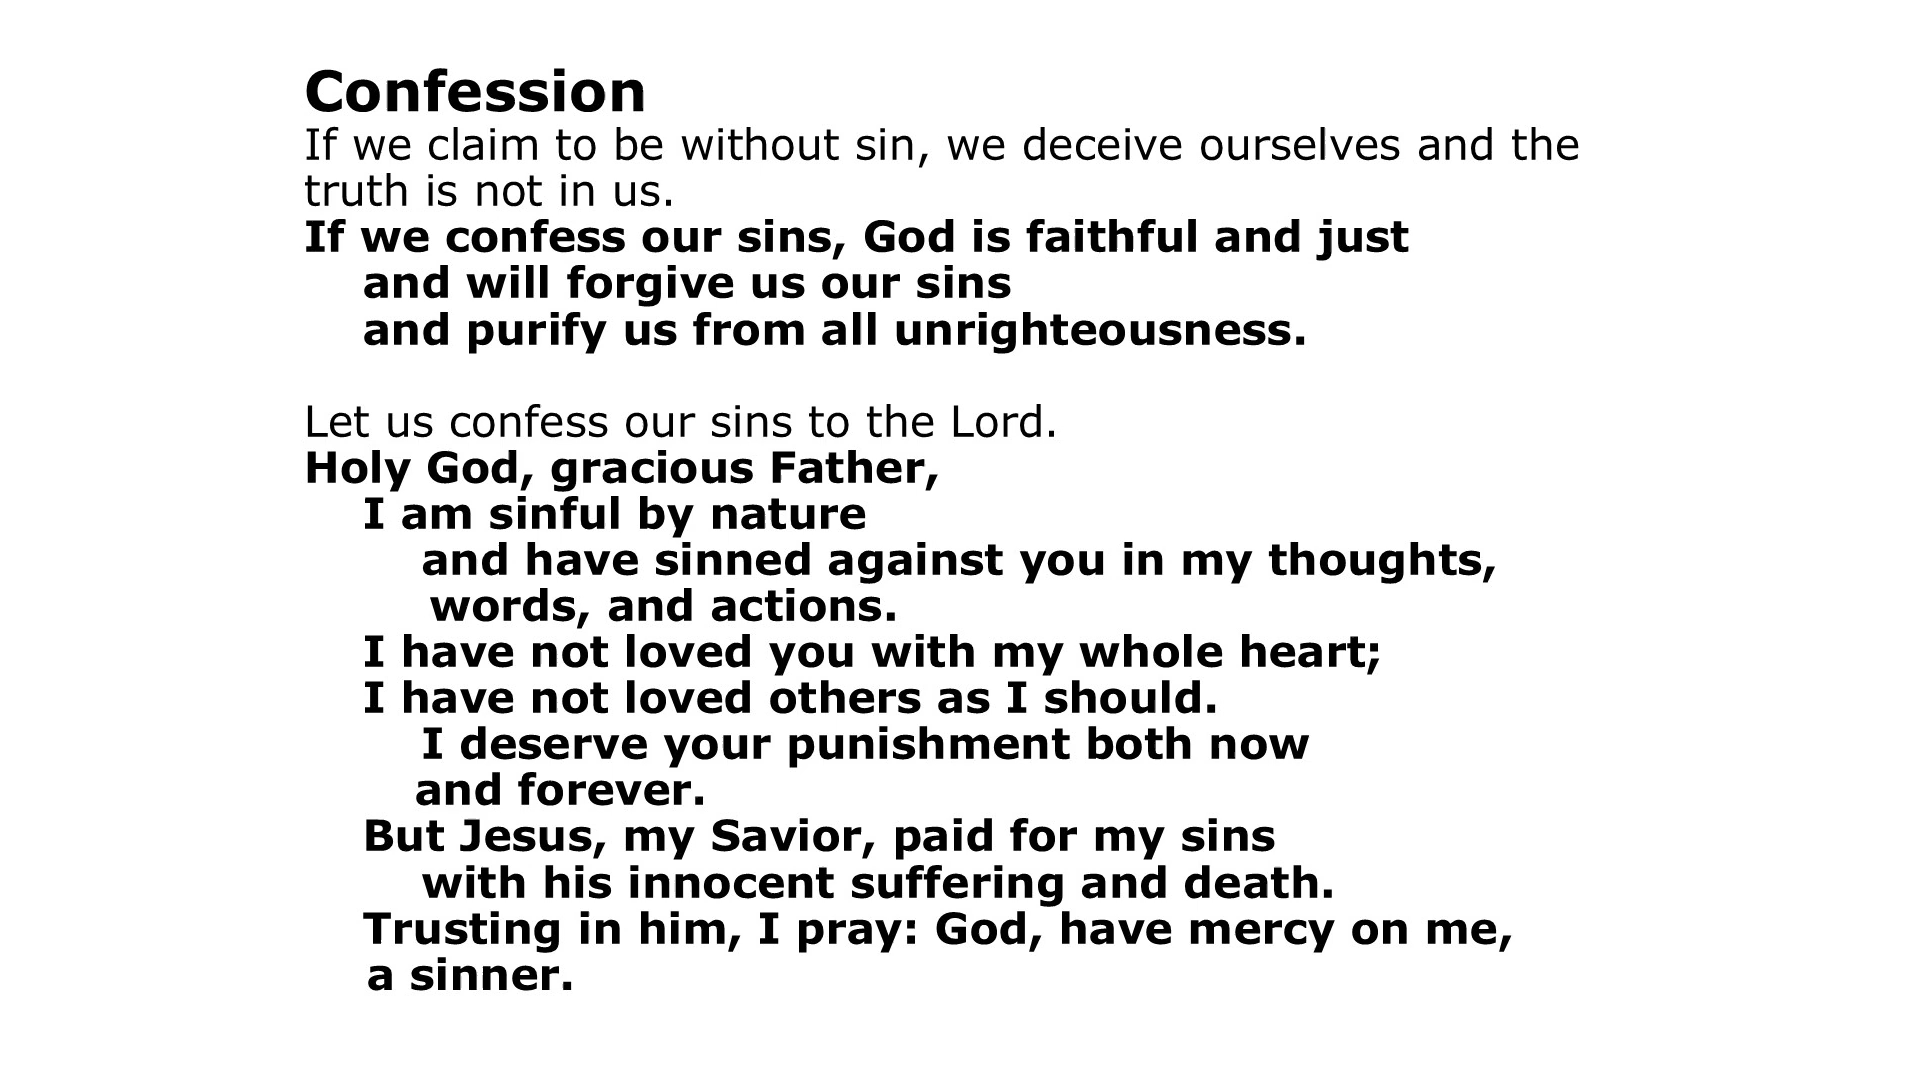 Confession
If we claim to be without sin, we deceive ourselves and the
truth is not in us.
If we confess our sins, God is faithful and just
and will forgive us our sins
and purify us from all unrighteousness.
Let us confess our sins to the Lord.
Holy God, gracious Father,
I am sinful by nature
and have sinned against you in my thoughts,
words, and actions.
I have not loved you with my whole heart;
I have not loved others as I should.
I deserve your punishment both now
and forever.
But Jesus, my Savior, paid for my sins
with his innocent suffering and death.
Trusting in him, I pray: God, have mercy on me,
a sinner.